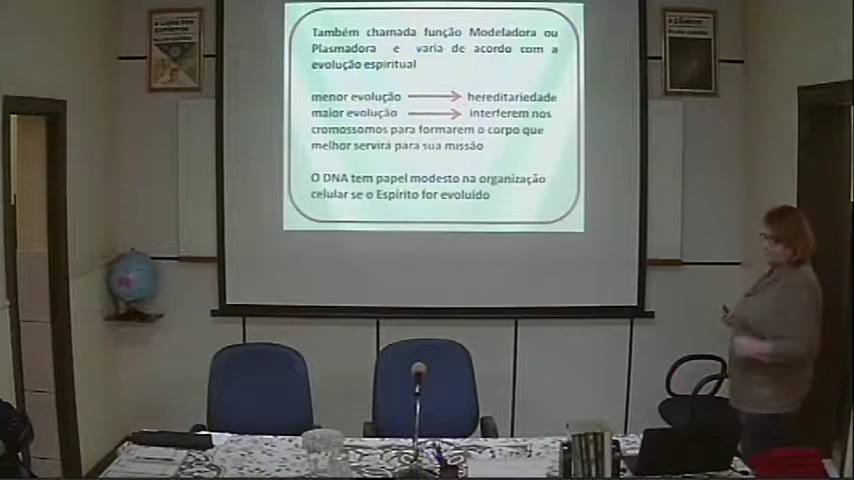 Também chamada função Modeladora ou
Plasmadora e varia de acordo com a
evolução espiritual
menor evolução hereditariedade
maior evolução interferem nos
cromossomos para formarem o corpo que
melhor servirá para sua missão
O DNA tem papel modesto na organização
celular se o Espírito for evoluído